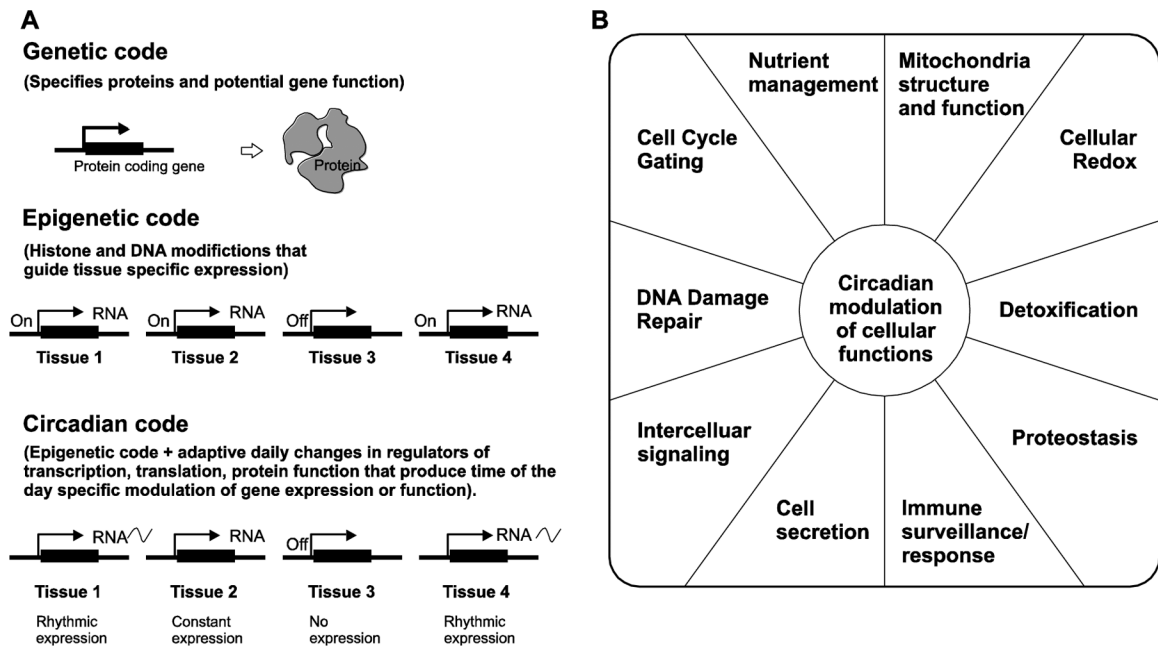 A
Genetic code
(Specifies proteins and potential gene function)
Protein coding gene
Protein
Epigenetic code
(Histone and DNA modifictions that
guide tissue specific expression)
On RNA On RNA Off On RNA
Tissue 1 Tissue 2 Tissue 3 Tissue 4
Circadian code
(Epigenetic code + adaptive daily changes in regulators of
transcription, translation, protein function that produce time of the
day specific modulation of gene expression or function).
RNA RNA Off RNA
Tissue 1 Tissue 2 Tissue 3 Tissue 4
Rhythmic Constant No Rhythmic
expression expression expression expression
B
Nutrient
management
Mitochondria
structure
and function
Cellular
Redox
Detoxification
Proteostasis
Immune
surveillance/
response
Cell
secretion
Intercelluar
signaling
DNA Damage
Repair
Cell Cycle
Gating
Circadian
modulation
of cellular
functions